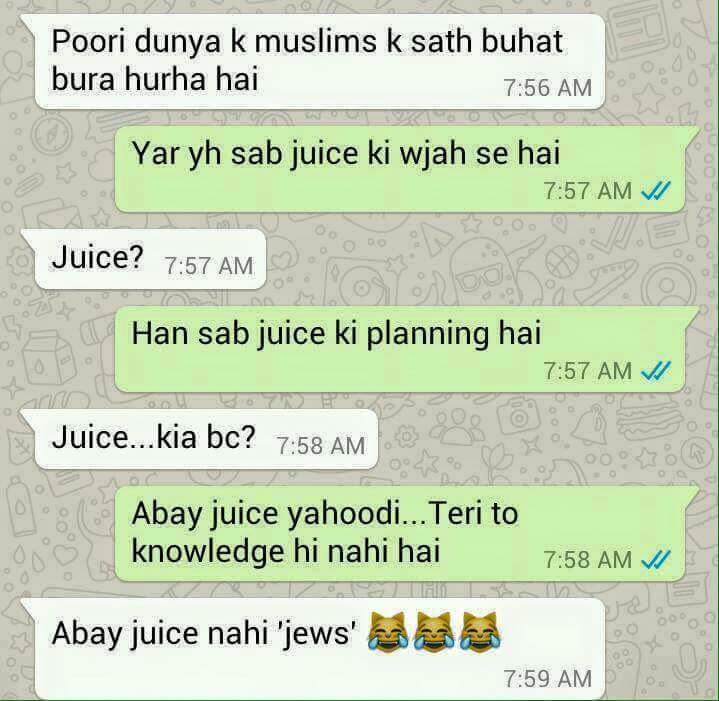 Poori dunya k muslims k sath buhat
bura hurha hai
7:56 AM
Yar yh sab juice ki wjah se hai
7:57 AM
Juice?
7:57 AM
Han sab juice ki planning hai
7:57 AM
Juice...kia bc?
7:58 AM
Abay juice yahoodi...Teri to
knowledge hi nahi hai
7:58 AM
Abay juice nahi 'jews' 😹😹😹
7:59 AM